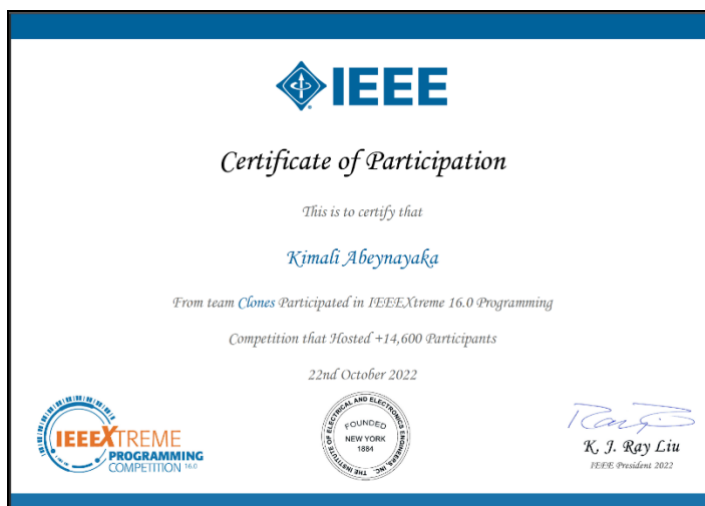 IEEE
Certificate of Participation
This is to certify that
Kimali Abeynayaka
From team Clones Participated in IEEEXtreme 16.0 Programming
Competition that Hosted +14,600 Participants
22nd October 2022
IEEEXTREME
PROGRAMMING
COMPETITION 16.0
THE INSTITUTE OF ELECTRICAL AND ELECTRONICS ENGINEERS, INC.
FOUNDED
NEW YORK
1884
K. J. Ray Liu
IEEE President 2022